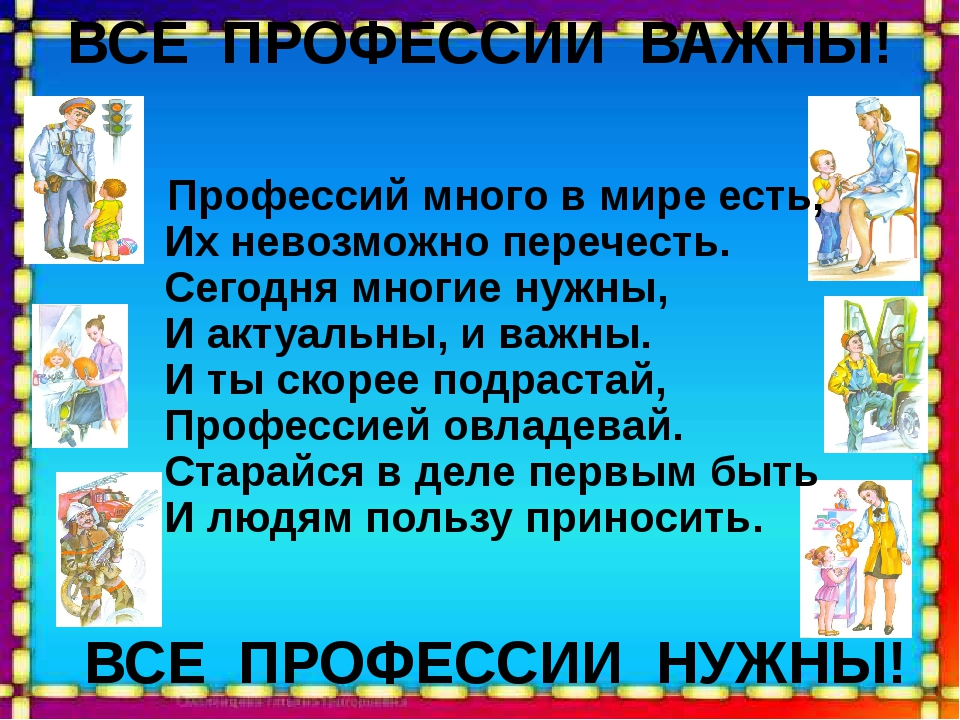 ВСЕ ПРОФЕССИИ ВАЖНЫ!
Профессий много в мире есть,
Их невозможно перечесть.
Сегодня многие нужны,
И актуальны, и важны.
И ты скорее подрастай,
Профессией овладевай.
Старайся в деле первым быть
И людям пользу приносить.
ВСЕ ПРОФЕССИИ НУЖНЫ!